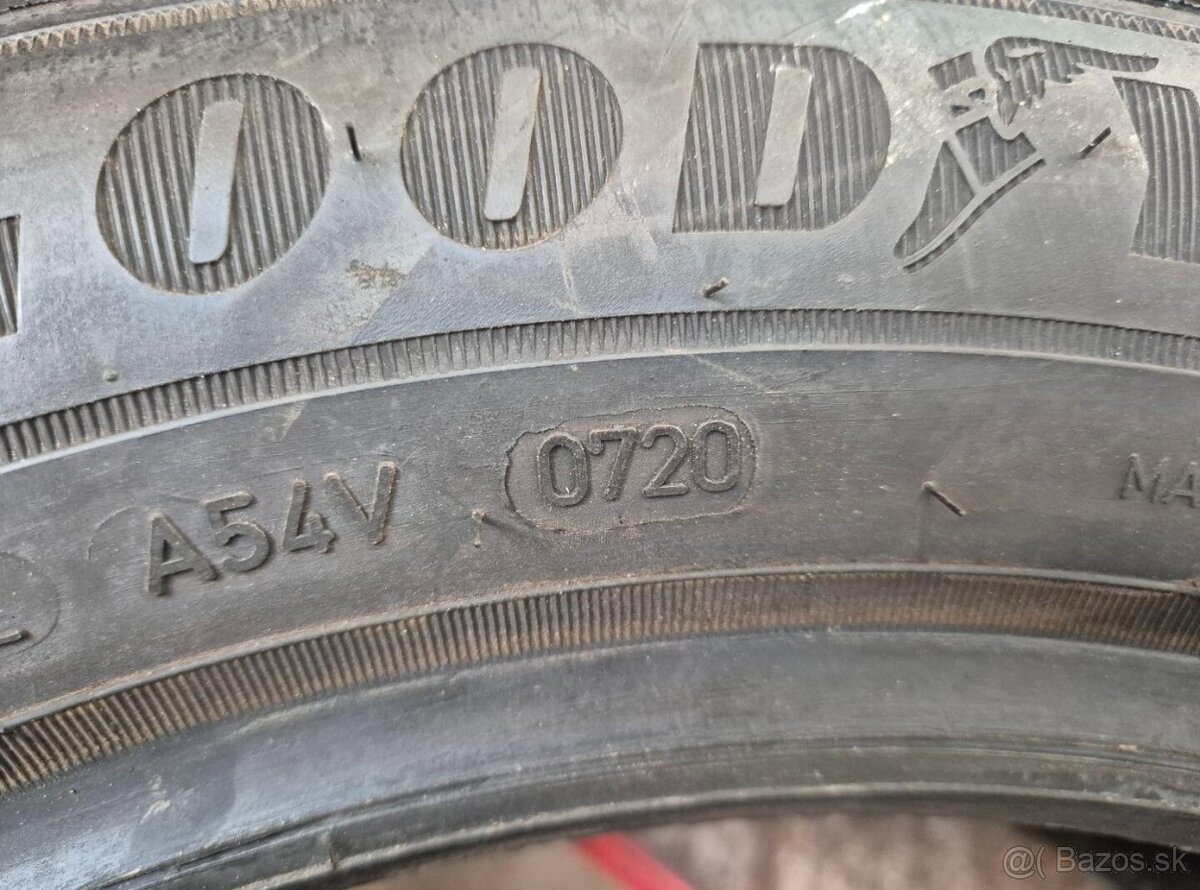 OOD
A54V 0720 MA
@( Bazos.sk